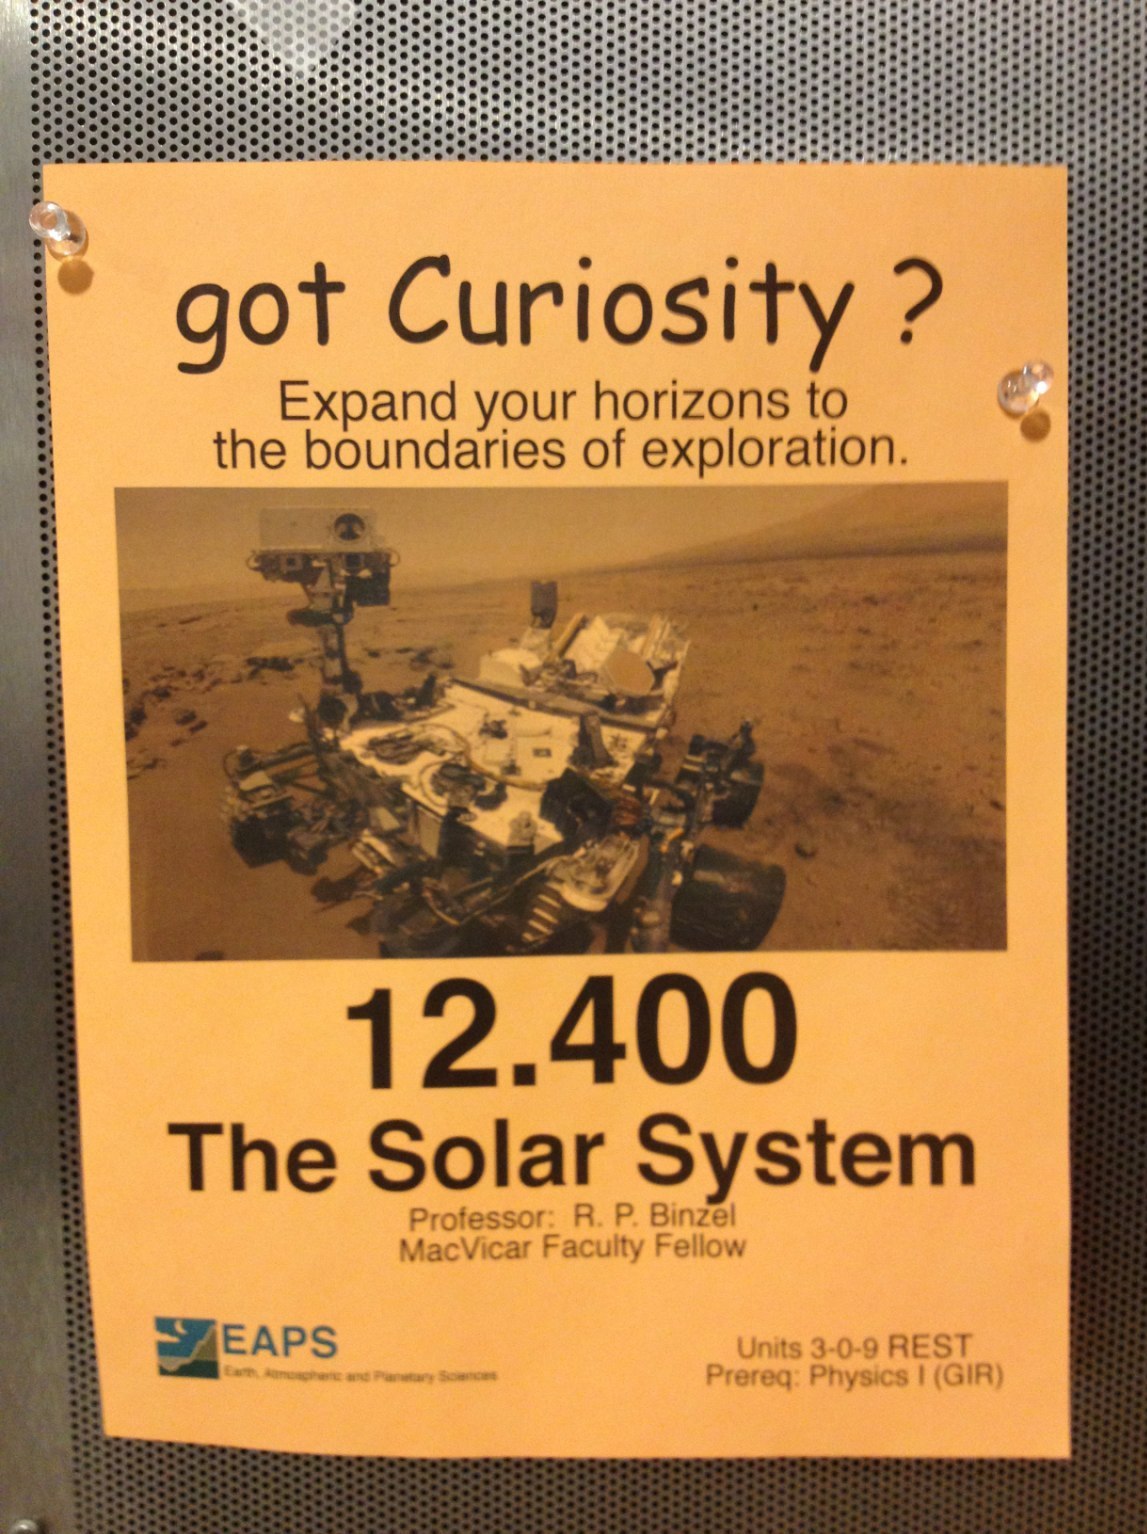 got Curiosity ?
Expand your horizons to
the boundaries of exploration.
12.400
The Solar System
Professor: R. P. Binzel
MacVicar Faculty Fellow
EAPS
Earth, Atmospheric and Planetary Sciences
Units 3-0-9 REST
Prereq: Physics I (GIR)